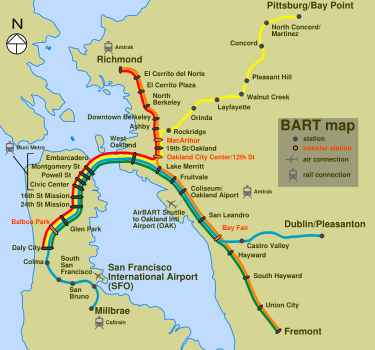 Pittsburg/Bay Point
N
North Concord/
Martinez
Concord
Amtrak
Richmond
Pleasant Hill
El Cerrito del Norte
El Cerrito Plaza
Walnut Creek
North
Berkeley
Lafayette
Orinda
Downtown Berkeley
Ashby
Rockridge
BART map
station
transfer station
air connection
rail connection
MacArthur
West
Oakland
19th St/Oakland
Muni Metro
Embarcadero
Oakland City Center/12th St
Montgomery St
Lake Merritt
Powell St
Fruitvale
Civic Center
Coliseum/
Oakland Aiport
Amtrak
16th St Mission
24th St Mission
AirBART Shuttle
to Oakland Intl
Airport (OAK)
San Leandro
Balboa Park
Glen Park
Bay Fair
Dublin/Pleasanton
Daly City
Castro Valley
Hayward
Colma
South
San
Francisco
San Francisco
International Airport
(SFO)
South Hayward
San
Bruno
Millbrae
Caltrain
Union City
Fremont